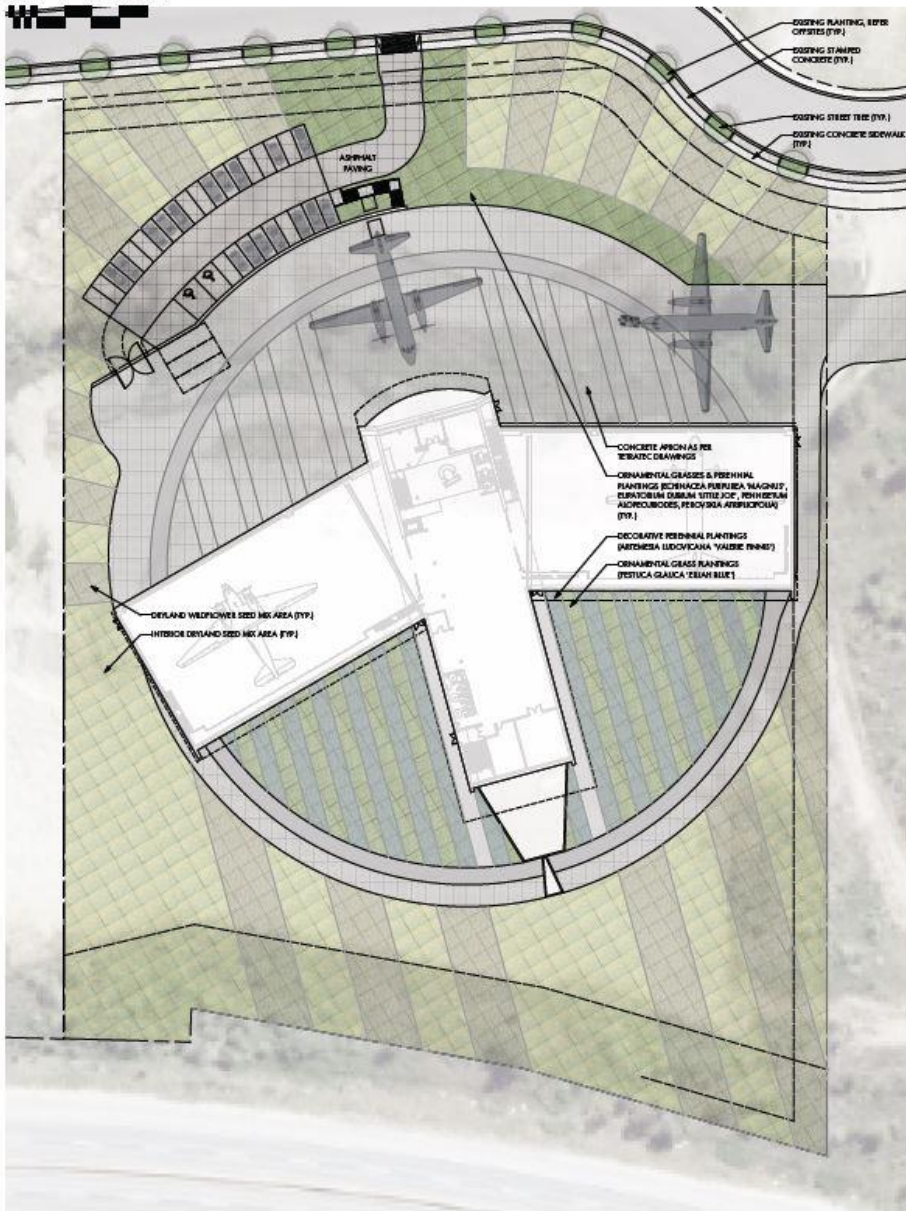 EXISTING PLANTING, REFER
OFFSITES (TYP.)
EXISTING STAMPED
CONCRETE (TYP.)
EXISTING STREET TREE (TYP.)
EXISTING CONCRETE SIDEWALK
(TYP.)
ASHPHALT
PAVING
CONCRETE APRON AS PER
TETRATEC DRAWINGS
ORNAMENTAL GRASSES & PERENNIAL
PLANTINGS (ECHINACEA PURPUREA 'MAGNUS',
EUPATORIUM DUBIUM 'LITTLE JOE', PENNISETUM
ALOPECUROIDES, PEROVSKIA ATRIPLICIFOLIA)
(TYP.)
DECORATIVE PERENNIAL PLANTINGS
(ARTEMESIA LUDOVICANA 'VALERIE FINNIS')
ORNAMENTAL GRASS PLANTINGS
(FESTUCA GLAUCA 'ELIJAH BLUE')
DRYLAND WILDFLOWER SEED MIX AREA (TYP.)
INTERIOR DRYLAND SEED MIX AREA (TYP.)